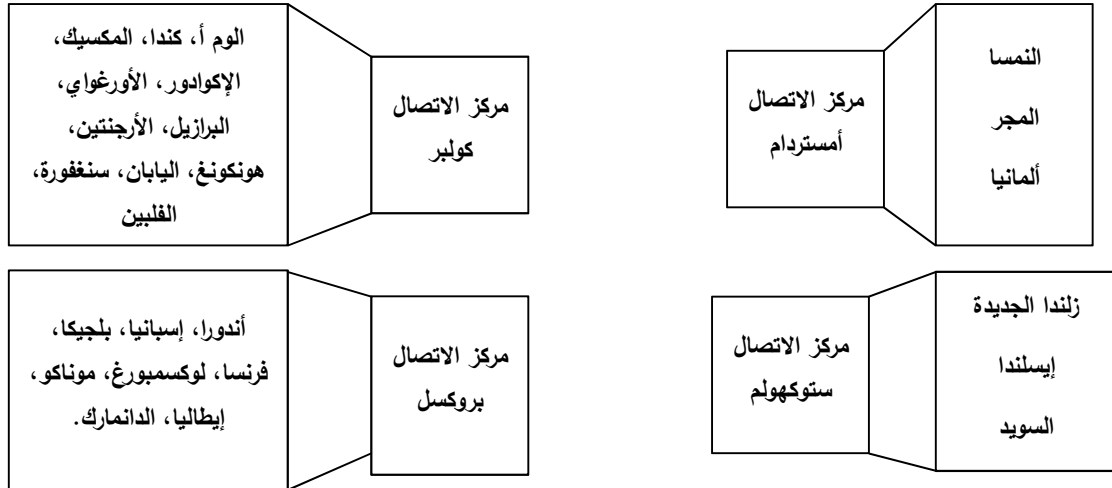 النمسا
المجر
ألمانيا
مركز الاتصال
أمستردام
مركز الاتصال
كولبر
الوم أ، كندا، المكسيك،
الإكوادور، الأورغواي،
البرازيل، الأرجنتين،
هونكونغ، اليابان، سنغفورة،
الفلبين
زلندا الجديدة
إيسلندا
السويد
مركز الاتصال
ستوكهولم
مركز الاتصال
بروكسل
أندورا، إسبانيا، بلجيكا،
فرنسا، لوكسمبورغ، موناكو،
إيطاليا، الدانمارك.